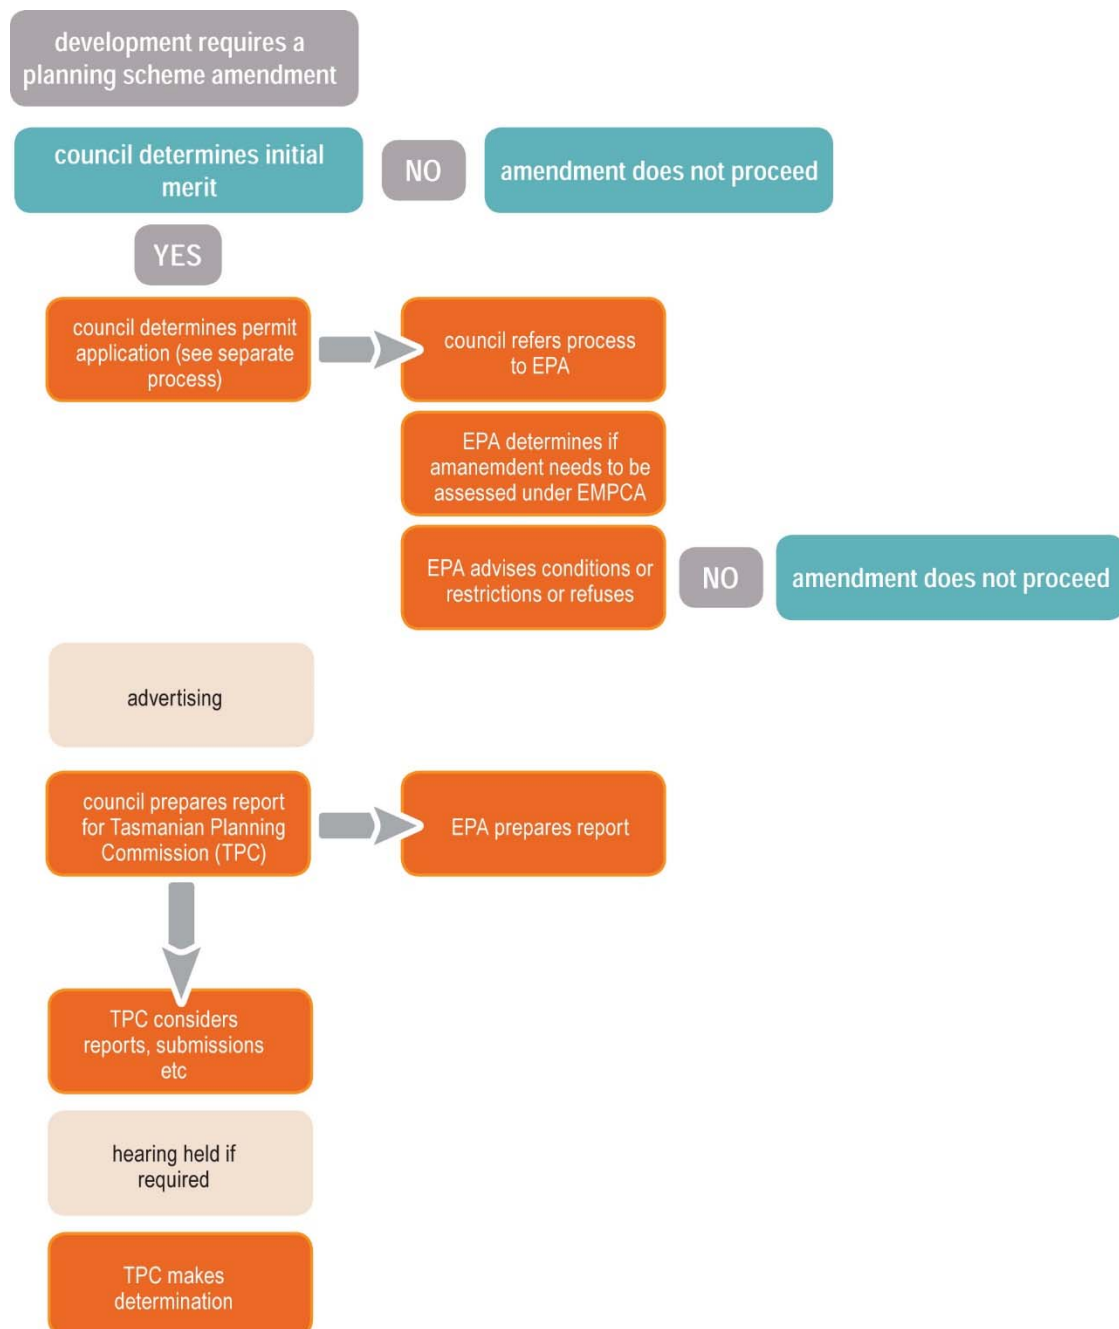 development requires a
planning scheme amendment
council determines initial
merit
NO
amendment does not proceed
YES
council determines permit
application (see separate
process)
council refers process
to EPA
EPA determines if
amanemdent needs to be
assessed under EMPCA
EPA advises conditions or
restrictions or refuses
NO
amendment does not proceed
advertising
council prepares report
for Tasmanian Planning
Commission (TPC)
EPA prepares report
TPC considers
reports, submissions
etc
hearing held if
required
TPC makes
determination